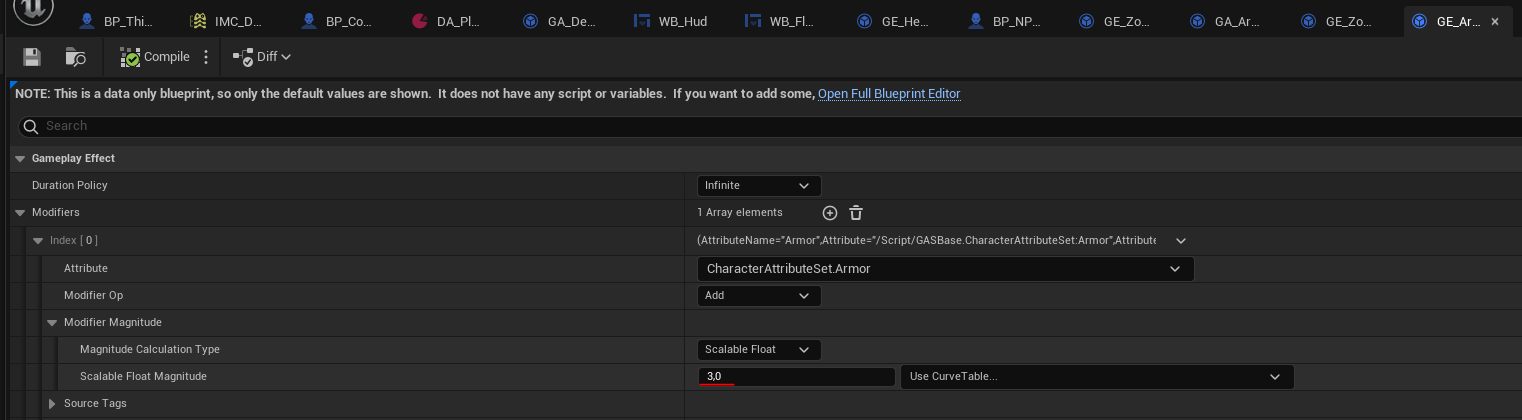 BP_Thi... IMC_D... BP_Co... DA_Pl... GA_De... WB_Hud WB_Fl... GE_He... BP_NP... GE_Zo... GA_Ar... GE_Zo... GE_Ar...
Compile Diff
NOTE: This is a data only blueprint, so only the default values are shown. It does not have any script or variables. If you want to add some, Open Full Blueprint Editor
Search
Gameplay Effect
Duration Policy Infinite
Modifiers 1 Array elements
Index [ 0 ] (AttributeName="Armor",Attribute="/Script/GASBase.CharacterAttributeSet:Armor",Attribute
Attribute CharacterAttributeSet.Armor
Modifier Op Add
Modifier Magnitude
Magnitude Calculation Type Scalable Float
Scalable Float Magnitude 3,0 Use CurveTable...
Source Tags